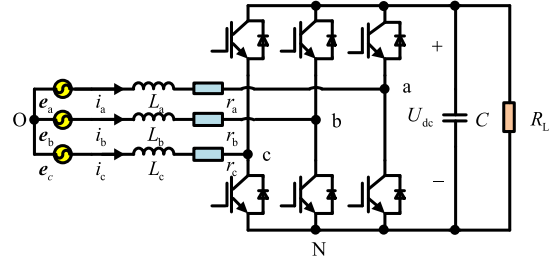 +
a
O
e_a i_a L_a r_a
b
U_dc C R_L
e_b i_b L_b r_b
c
e_c i_c L_c r_c
−
N